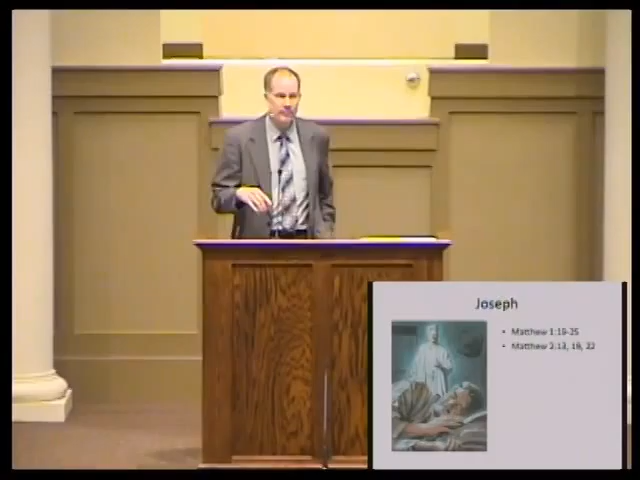 Joseph
• Matthew 1:19-25
• Matthew 2:13, 19, 22